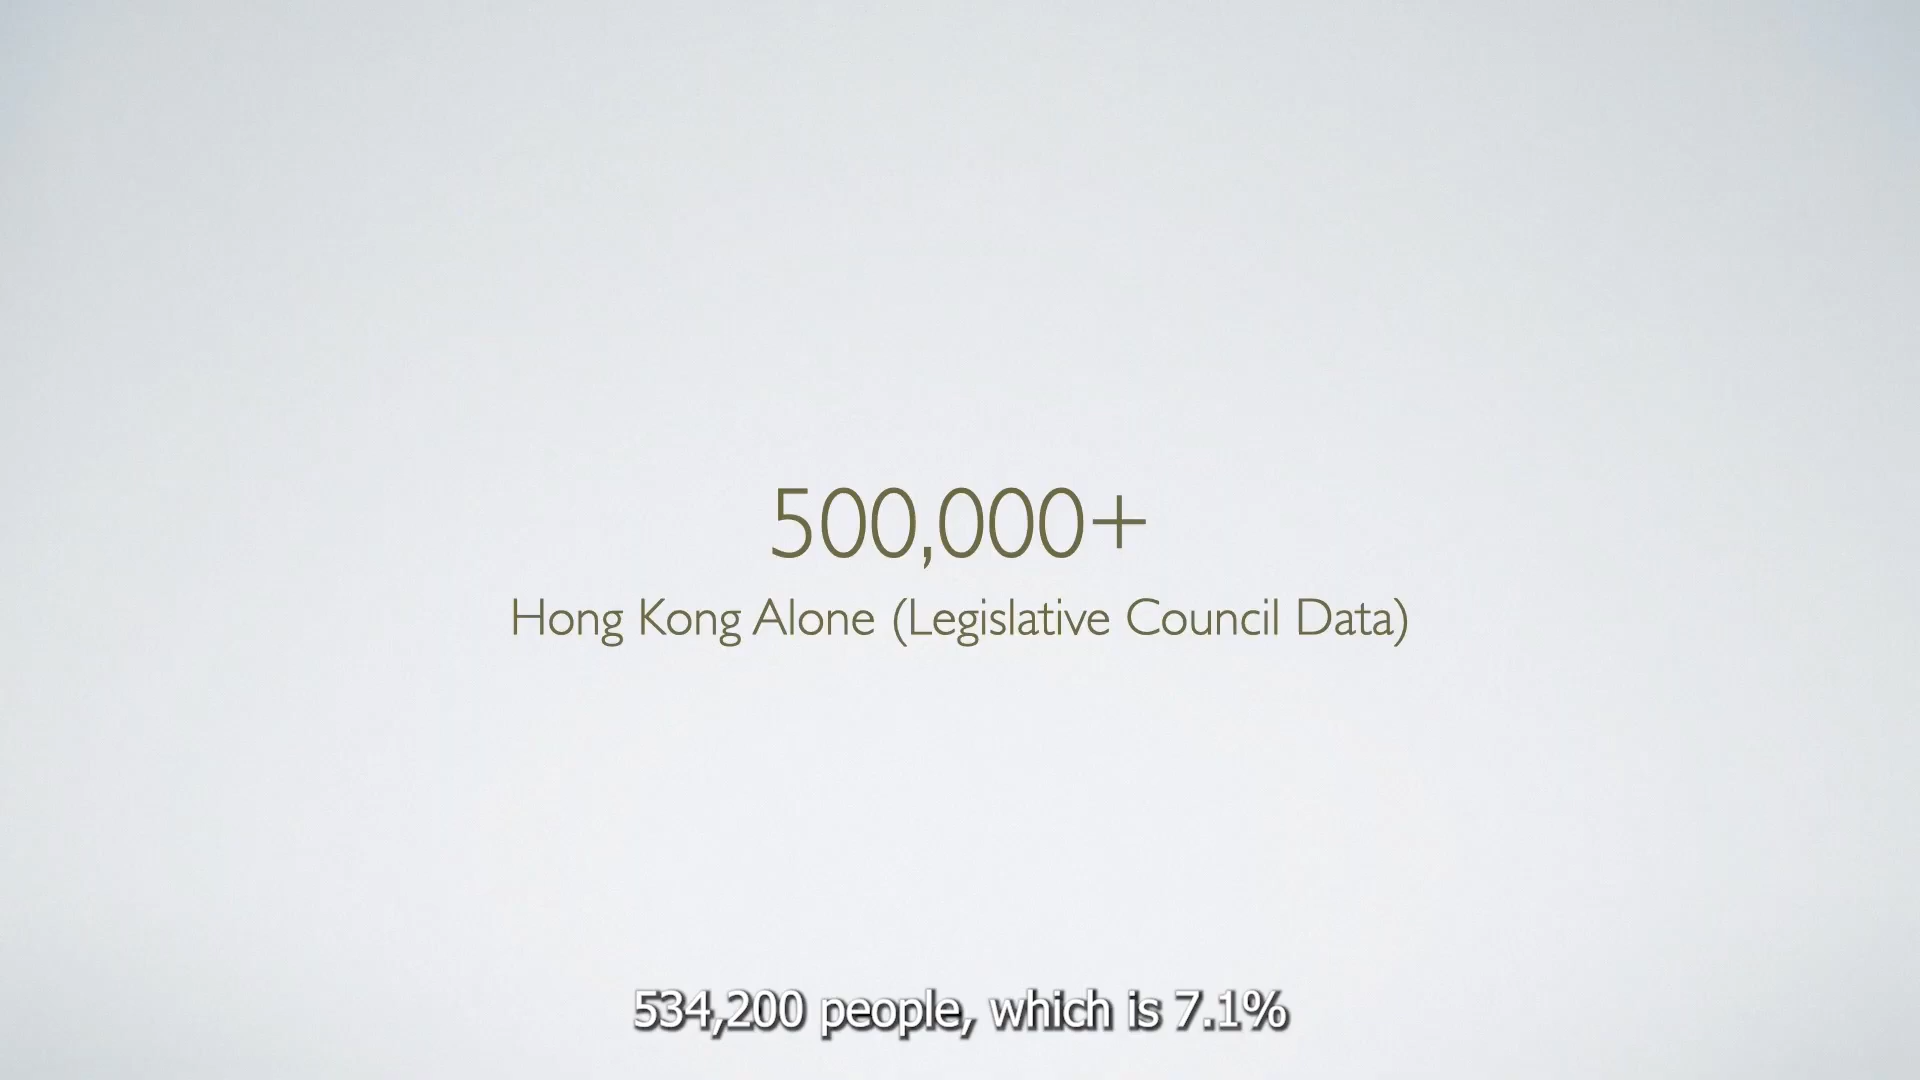 500,000+
Hong Kong Alone (Legislative Council Data)
534,200 people, which is 7.1%